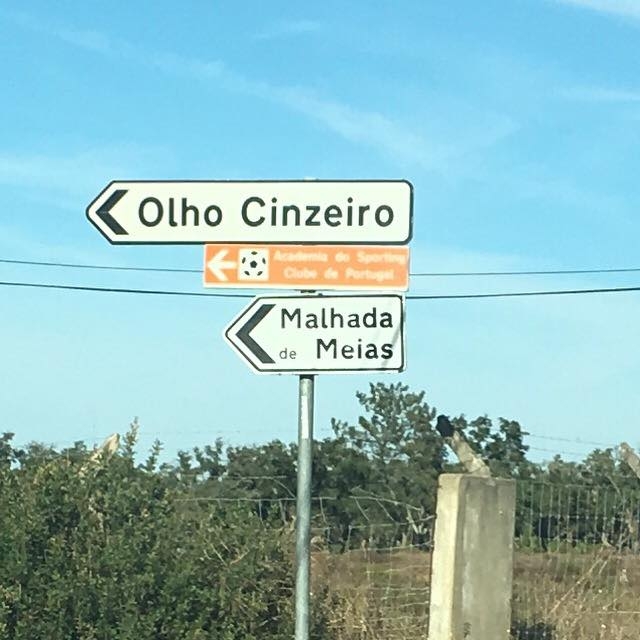 Olho Cinzeiro
Academia do Sporting
Clube de Portugal
Malhada
de Meias